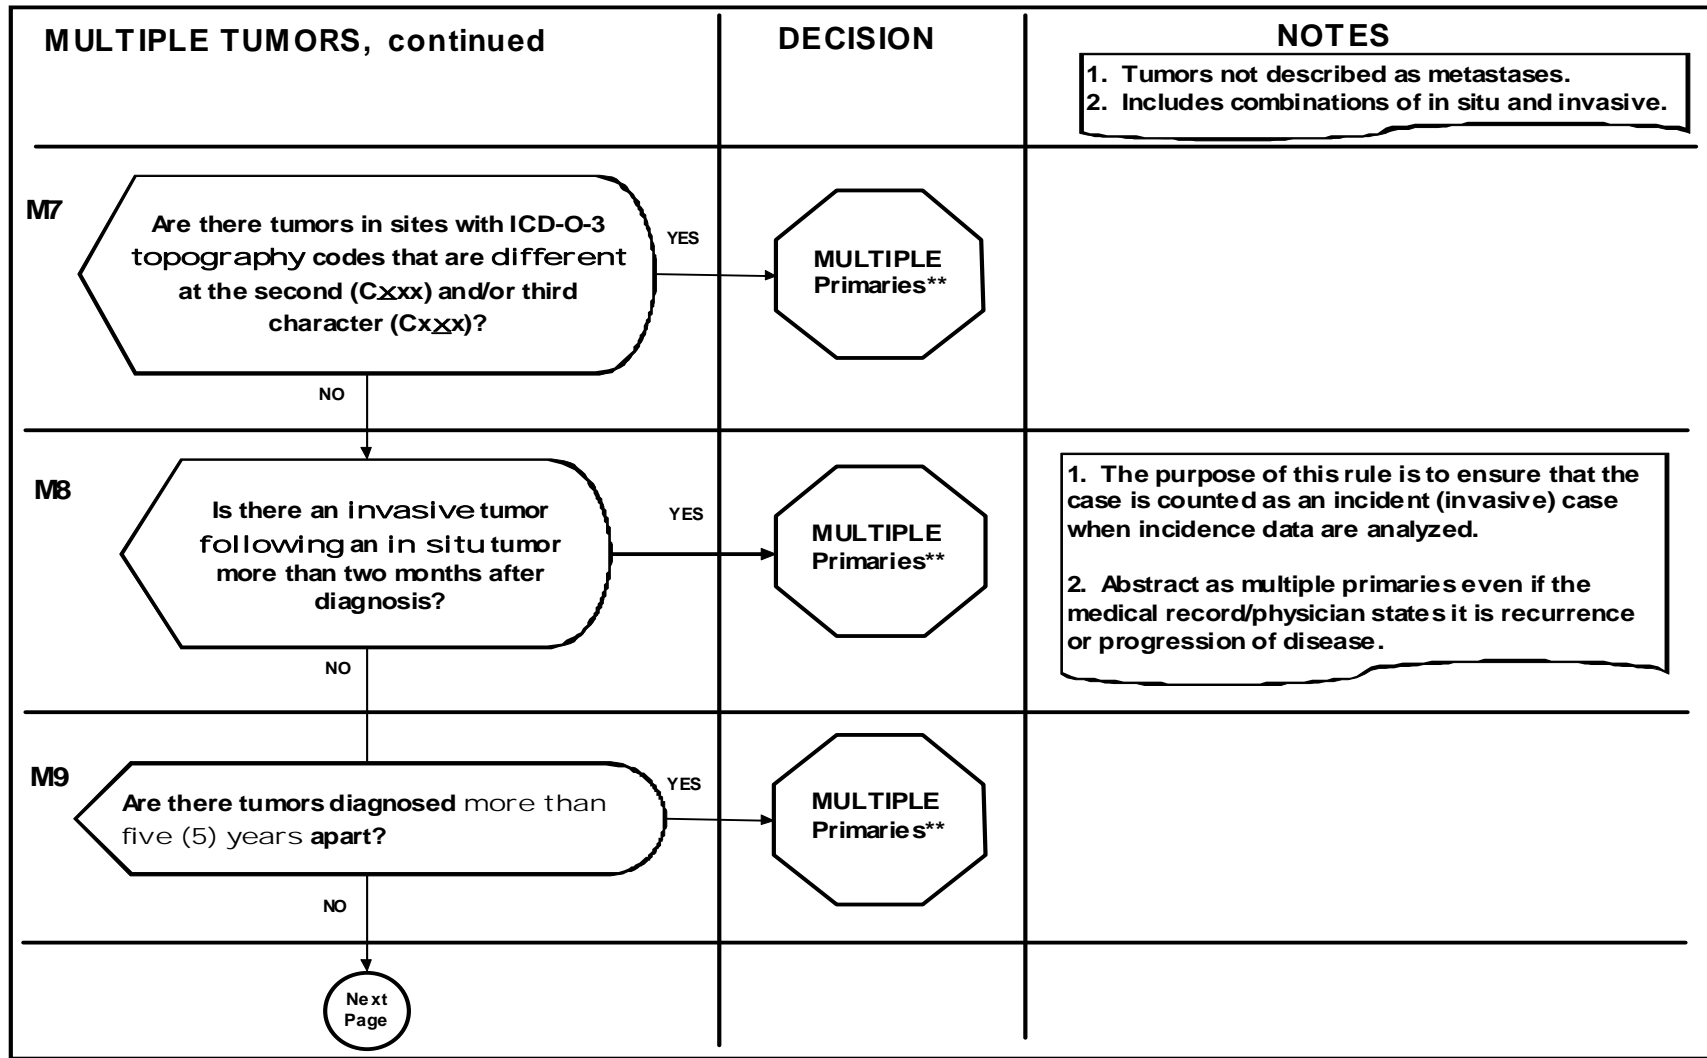 MULTIPLE TUMORS, continued
DECISION
NOTES
1. Tumors not described as metastases.
2. Includes combinations of in situ and invasive.
M7
Are there tumors in sites with ICD-O-3
topography codes that are different
at the second (Cxxx) and/or third
character (Cxxx)?
YES
MULTIPLE
Primaries**
NO
M8
Is there an invasive tumor
following an in situ tumor
more than two months after
diagnosis?
YES
MULTIPLE
Primaries**
1. The purpose of this rule is to ensure that the
case is counted as an incident (invasive) case
when incidence data are analyzed.
2. Abstract as multiple primaries even if the
medical record/physician states it is recurrence
or progression of disease.
NO
M9
Are there tumors diagnosed more than
five (5) years apart?
YES
MULTIPLE
Primaries**
NO
Next
Page